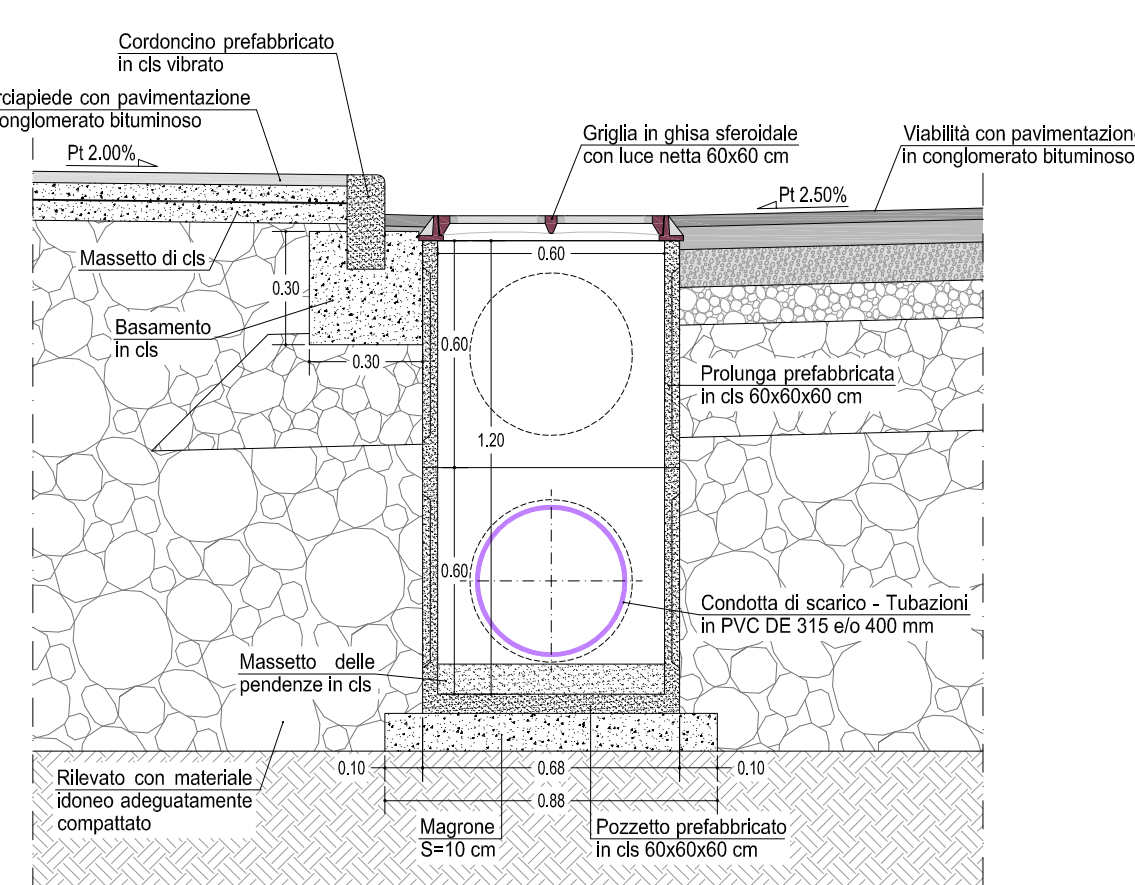 Cordoncino prefabbricato
in cls vibrato
rciapiede con pavimentazione
onglomerato bituminoso
Pt 2.00%
Griglia in ghisa sferoidale
con luce netta 60x60 cm
Viabilità con pavimentazione
in conglomerato bituminoso
Pt 2.50%
Massetto di cls
0.60
0.30
Basamento
in cls
0.60
0.30
Prolunga prefabbricata
in cls 60x60x60 cm
1.20
0.60
Condotta di scarico - Tubazioni
in PVC DE 315 e/o 400 mm
Massetto delle
pendenze in cls
Rilevato con materiale
idoneo adeguatamente
compattato
0.10
0.68
0.10
0.88
Magrone
S=10 cm
Pozzetto prefabbricato
in cls 60x60x60 cm